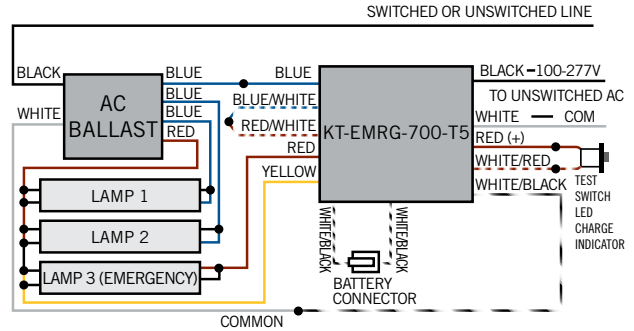 SWITCHED OR UNSWITCHED LINE
BLACK
BLUE
BLUE
BLACK – 100-277V
BLUE
BLUE/WHITE
TO UNSWITCHED AC
WHITE
AC
BALLAST
BLUE
RED
RED/WHITE
KT-EMRG-700-T5
WHITE — COM
RED
RED (+)
YELLOW
WHITE/RED
LAMP 1
WHITE/BLACK
TEST
SWITCH
LED
CHARGE
INDICATOR
LAMP 2
WHITE/BLACK
WHITE/BLACK
LAMP 3 (EMERGENCY)
BATTERY
CONNECTOR
COMMON